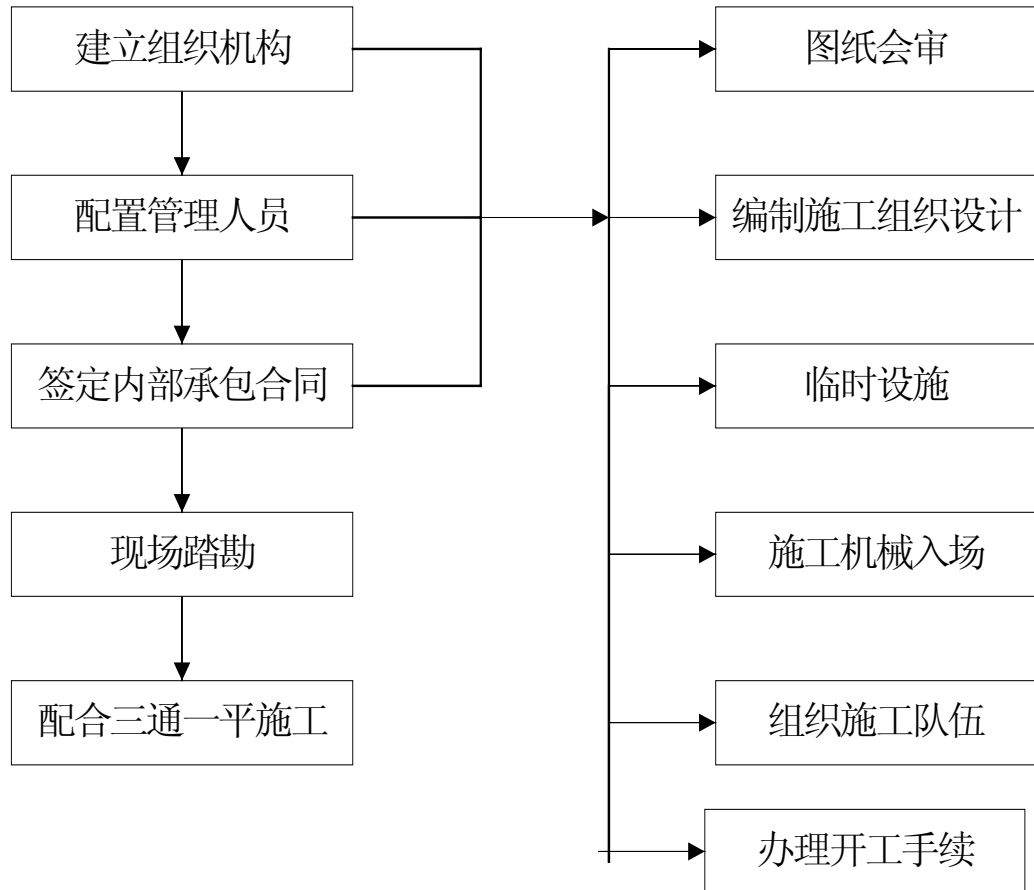 建立组织机构
配置管理人员
签定内部承包合同
现场踏勘
配合三通一平施工
图纸会审
编制施工组织设计
临时设施
施工机械入场
组织施工队伍
办理开工手续